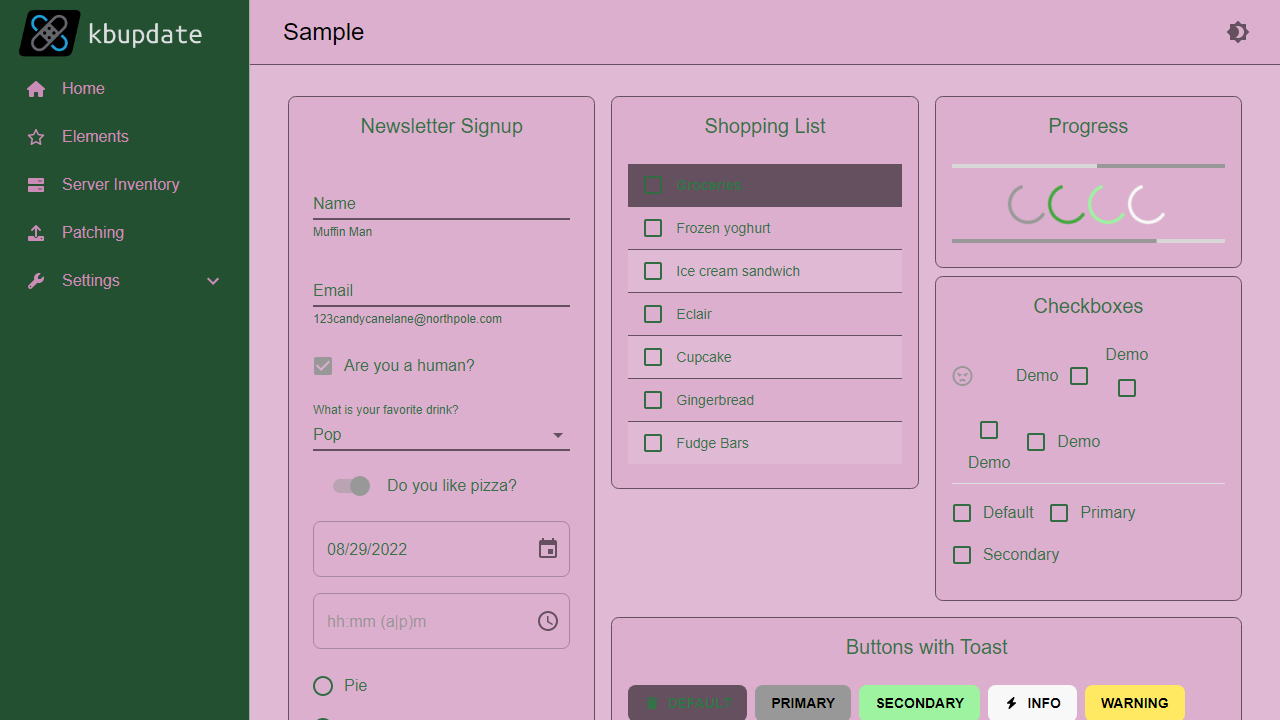 kbupdate
Home
Elements
Server Inventory
Patching
Settings
Sample
Newsletter Signup
Name
Muffin Man
Email
123candycanelane@northpole.com
Are you a human?
What is your favorite drink?
Pop
Do you like pizza?
08/29/2022
hh:mm (a|p)m
Pie
Shopping List
Groceries
Frozen yoghurt
Ice cream sandwich
Eclair
Cupcake
Gingerbread
Fudge Bars
Progress
Checkboxes
Demo
Demo
Demo
Demo
Default Primary
Secondary
Buttons with Toast
DEFAULT PRIMARY SECONDARY INFO WARNING